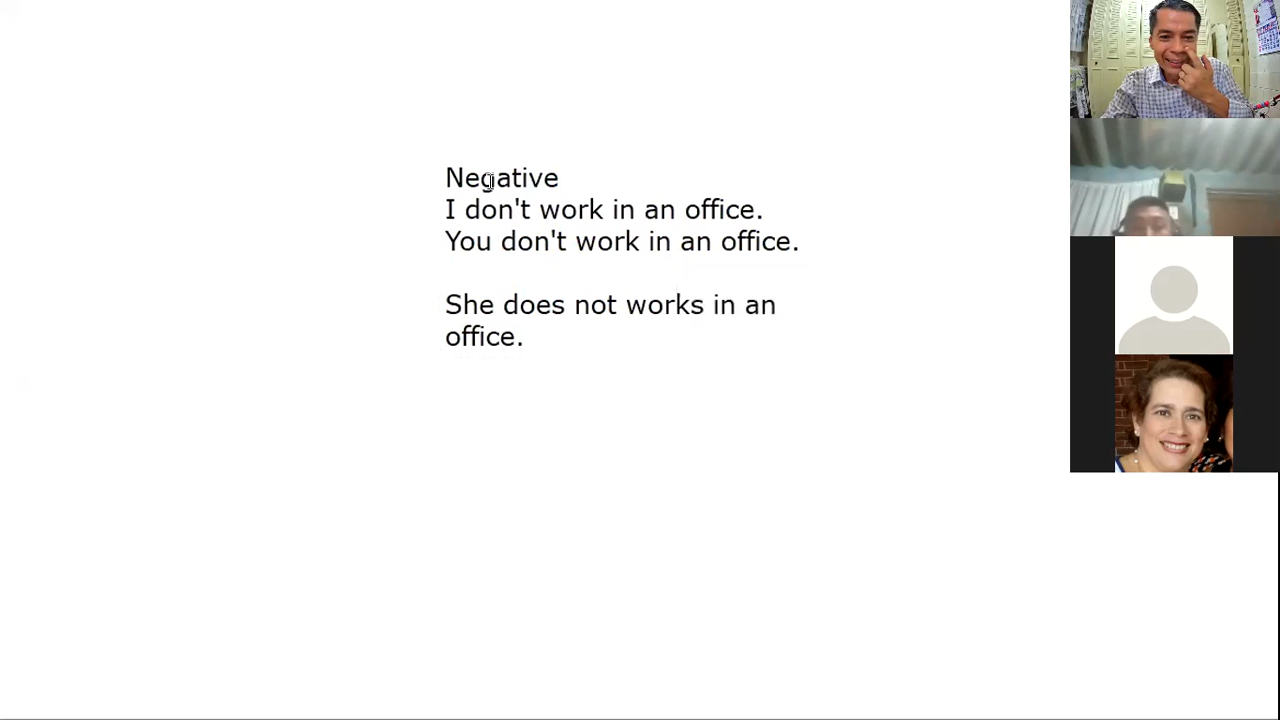 Negative
I don't work in an office.
You don't work in an office.
She does not works in an
office.